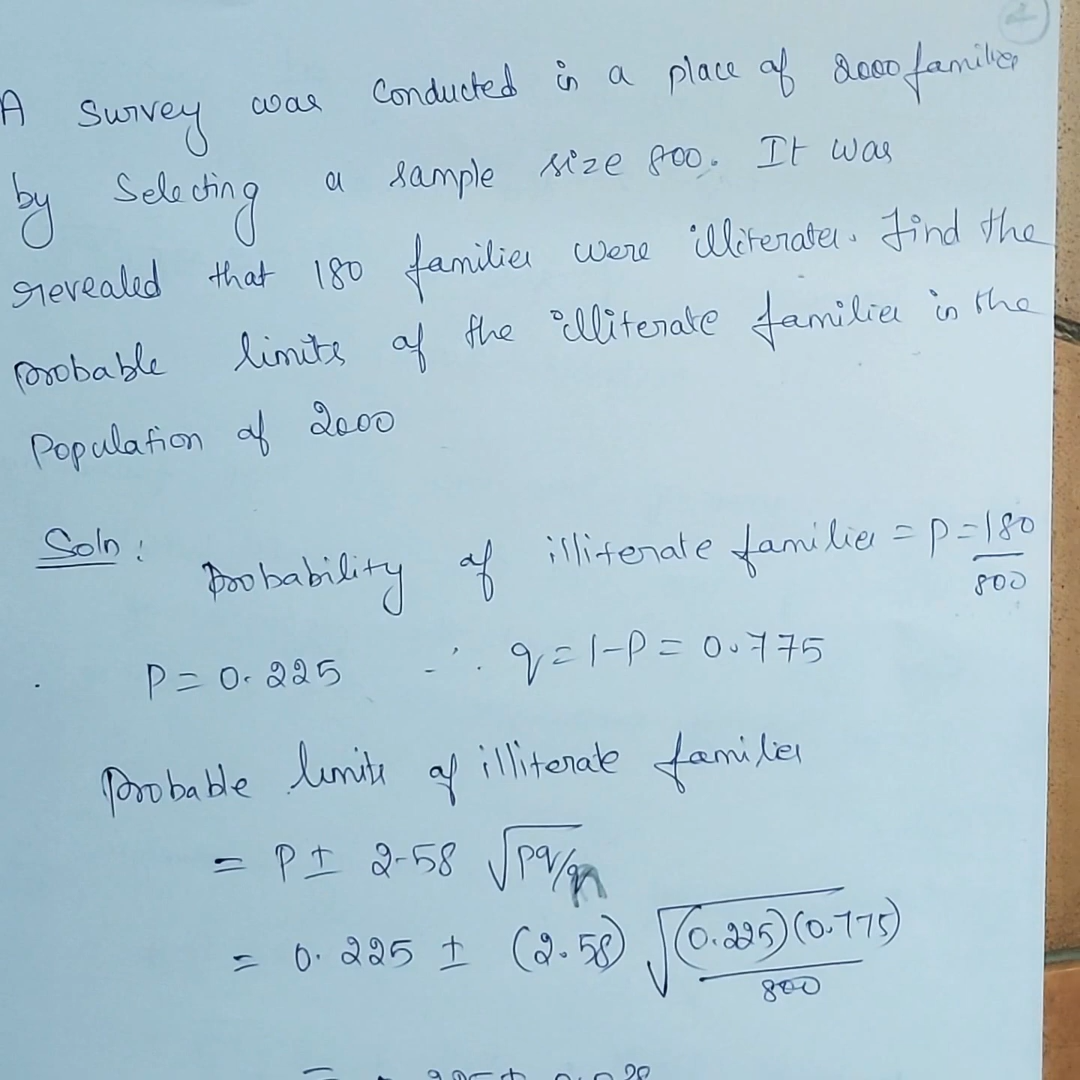 A survey was conducted in a place of 2000 families
by selecting a sample size 800. It was
revealed that 180 families were illiterates. Find the
probable limits of the illiterate families in the
population of 2000
Soln : Probability of illiterate families = P = 180/800
P = 0.225 ∴ q = 1-P = 0.775
Probable limits of illiterate families
= P ± 2.58 √pq/n
= 0.225 ± (2.58) √(0.225)(0.775)/800